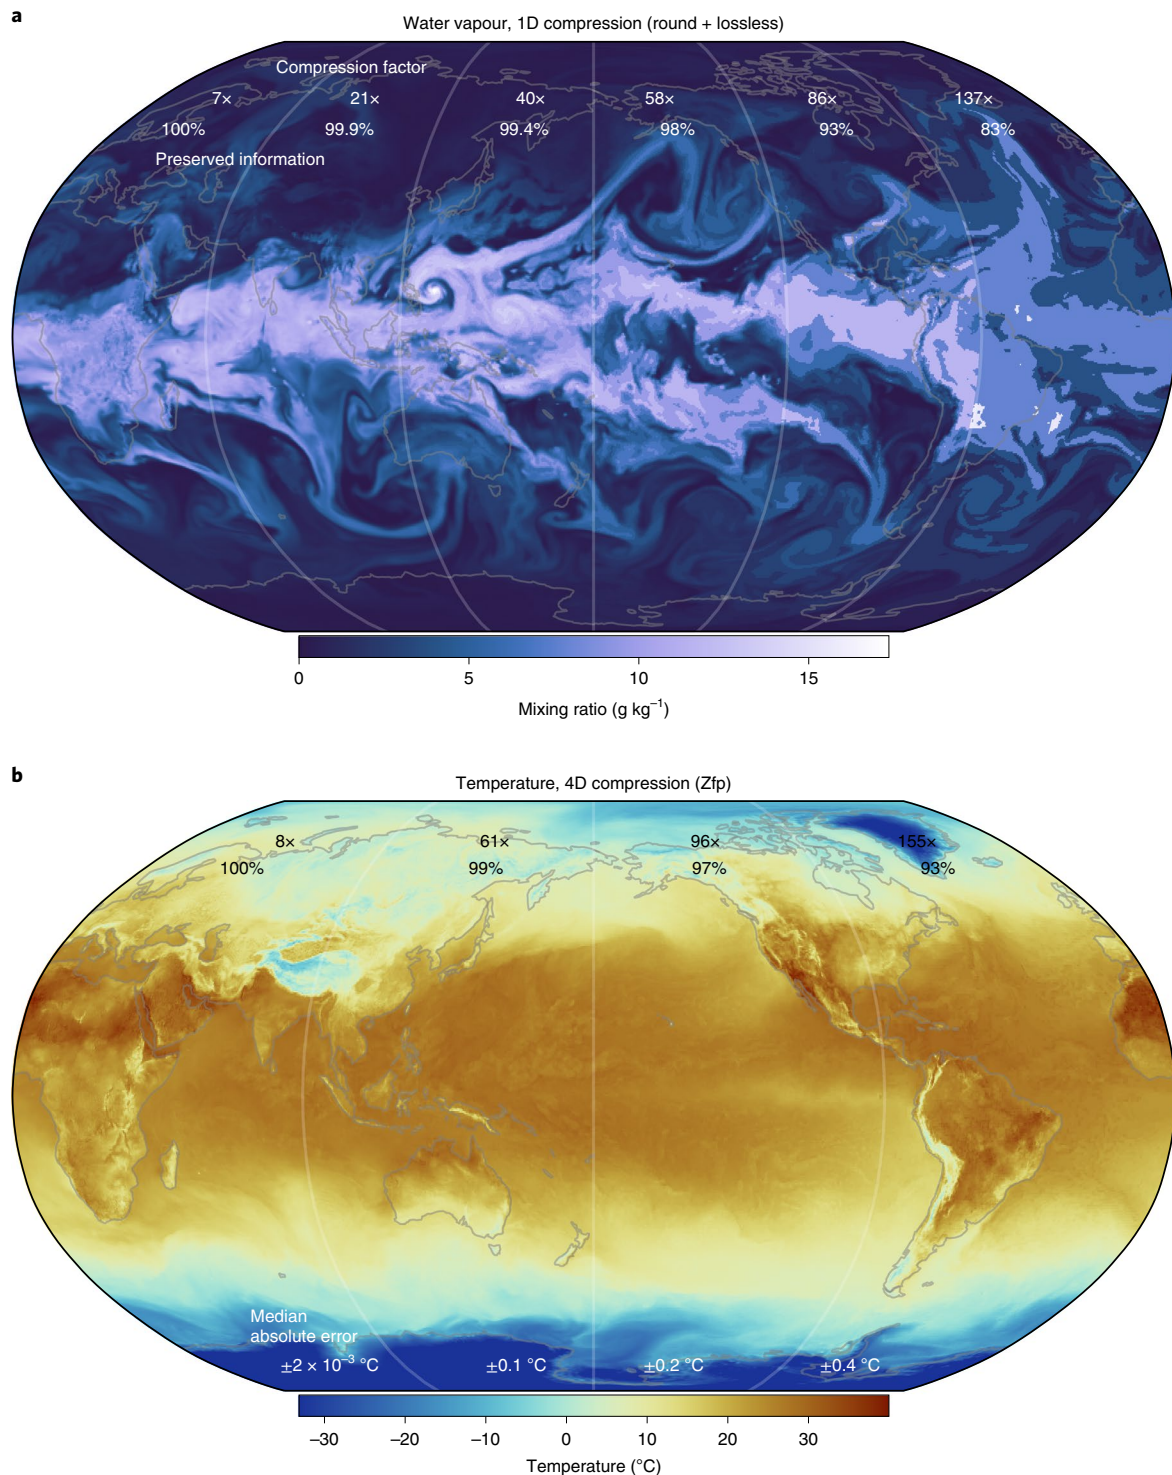 a
Water vapour, 1D compression (round + lossless)
Compression factor
7× 21× 40× 58× 86× 137×
100% 99.9% 99.4% 98% 93% 83%
Preserved information
0 5 10 15
Mixing ratio (g kg⁻¹)
b
Temperature, 4D compression (Zfp)
8× 61× 96× 155×
100% 99% 97% 93%
Median
absolute error
±2 × 10⁻³ °C ±0.1 °C ±0.2 °C ±0.4 °C
−30 −20 −10 0 10 20 30
Temperature (°C)